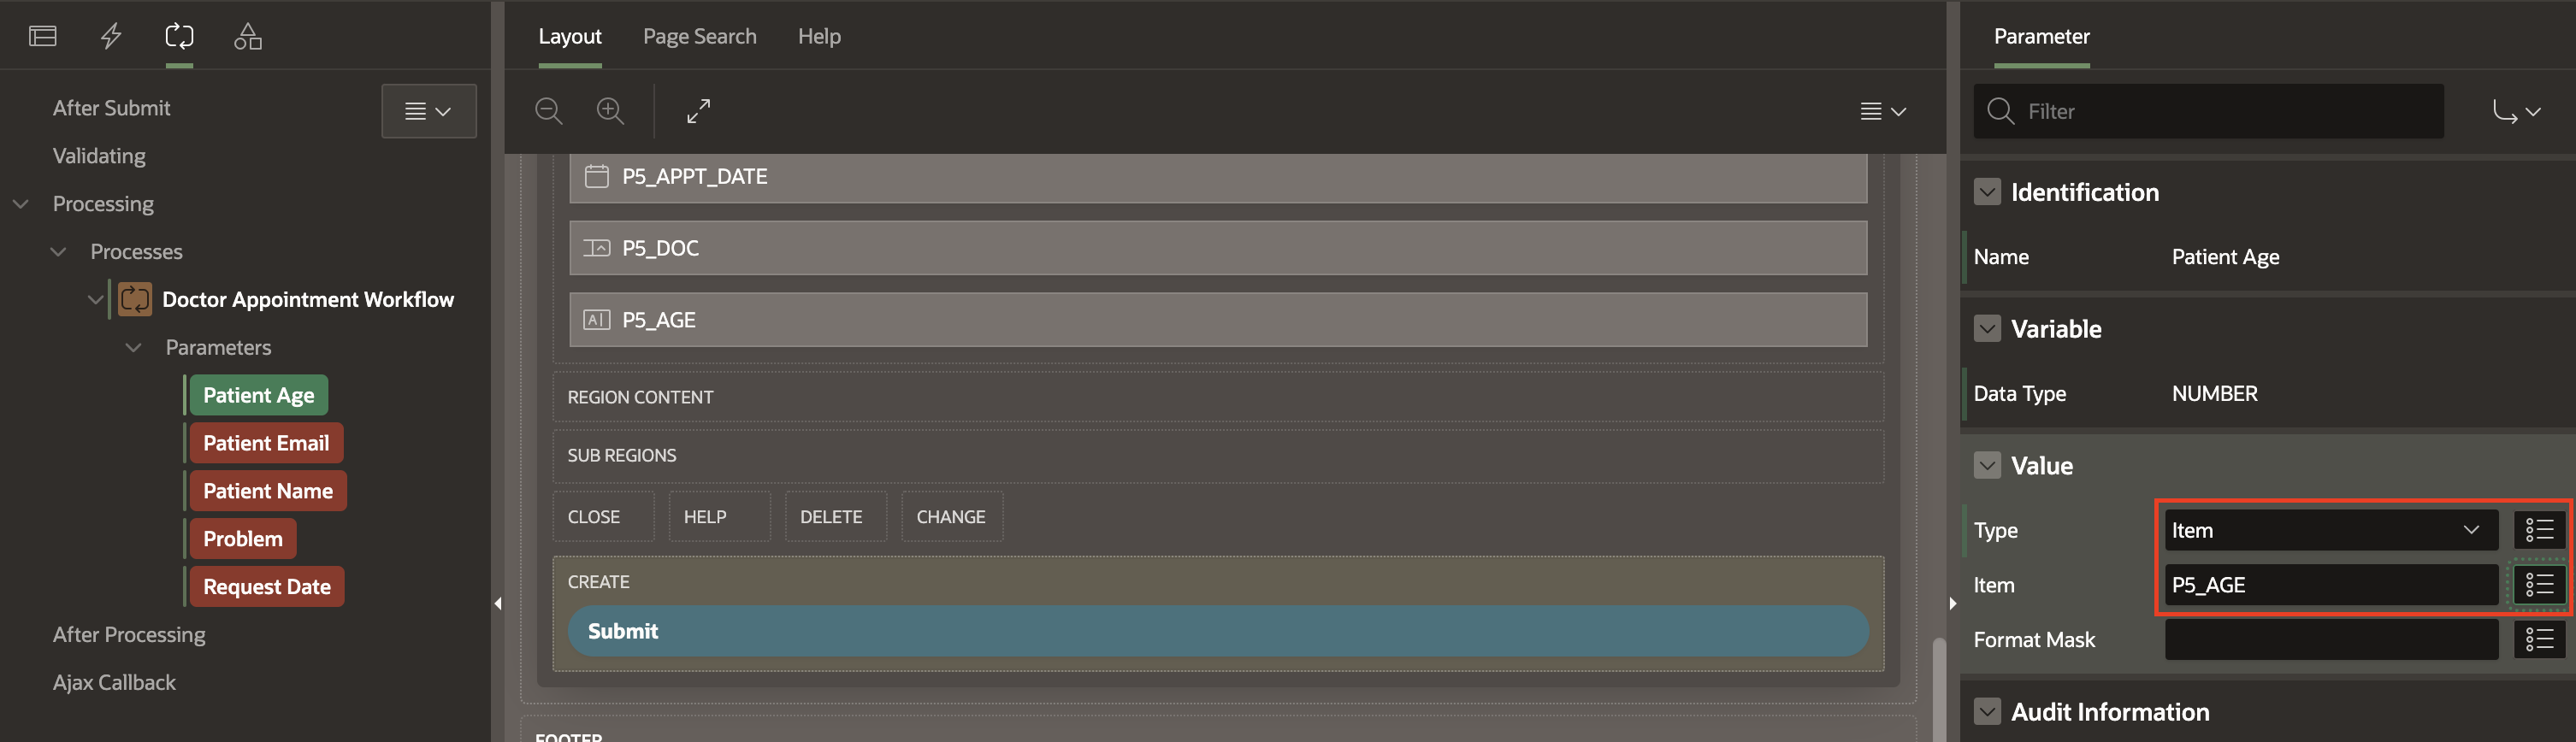 After Submit
Validating
Processing
Processes
Doctor Appointment Workflow
Parameters
Patient Age
Patient Email
Patient Name
Problem
Request Date
After Processing
Ajax Callback
Layout Page Search Help
P5_APPT_DATE
P5_DOC
P5_AGE
REGION CONTENT
SUB REGIONS
CLOSE HELP DELETE CHANGE
CREATE
Submit
FOOTER
Parameter
Filter
Identification
Name Patient Age
Variable
Data Type NUMBER
Value
Type Item
Item P5_AGE
Format Mask
Audit Information